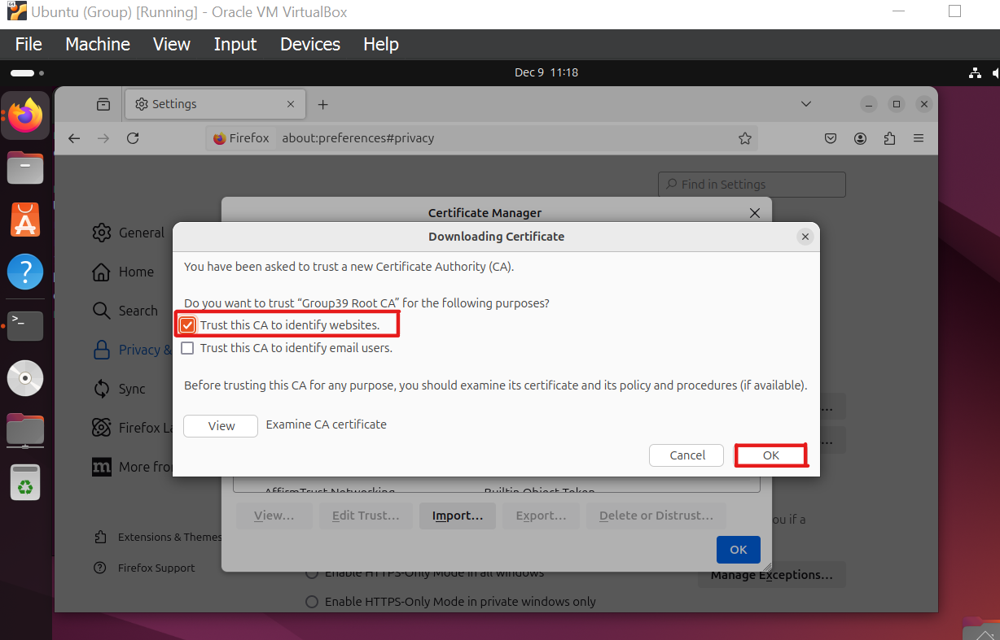 64
Ubuntu (Group) [Running] - Oracle VM VirtualBox
File Machine View Input Devices Help
Dec 9 11:18
Settings
Firefox about:preferences#privacy
Find in Settings
Certificate Manager
Downloading Certificate
General
You have been asked to trust a new Certificate Authority (CA).
Home
Do you want to trust “Group39 Root CA” for the following purposes?
Search
Trust this CA to identify websites.
Privacy &
Trust this CA to identify email users.
Before trusting this CA for any purpose, you should examine its certificate and its policy and procedures (if available).
Sync
View Examine CA certificate
Firefox La
Cancel OK
More from
AffirmTrust Networking Builtin Object Token
View... Edit Trust... Import... Export... Delete or Distrust...
ou if a
Extensions & Themes
OK
Firefox Support
Enable HTTPS-Only Mode in all windows
Manage Exceptions...
Enable HTTPS-Only Mode in private windows only